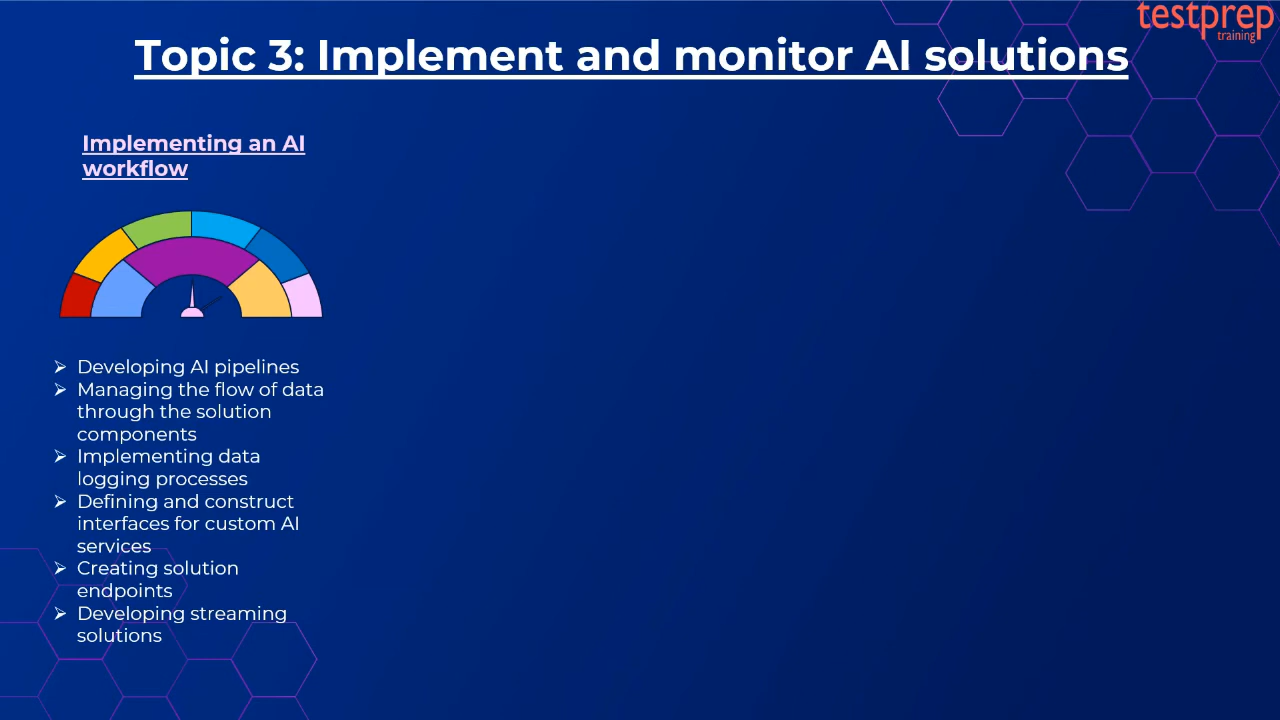 testprep
training
Topic 3: Implement and monitor AI solutions
Implementing an AI
workflow
➢ Developing AI pipelines
➢ Managing the flow of data
through the solution
components
➢ Implementing data
logging processes
➢ Defining and construct
interfaces for custom AI
services
➢ Creating solution
endpoints
➢ Developing streaming
solutions